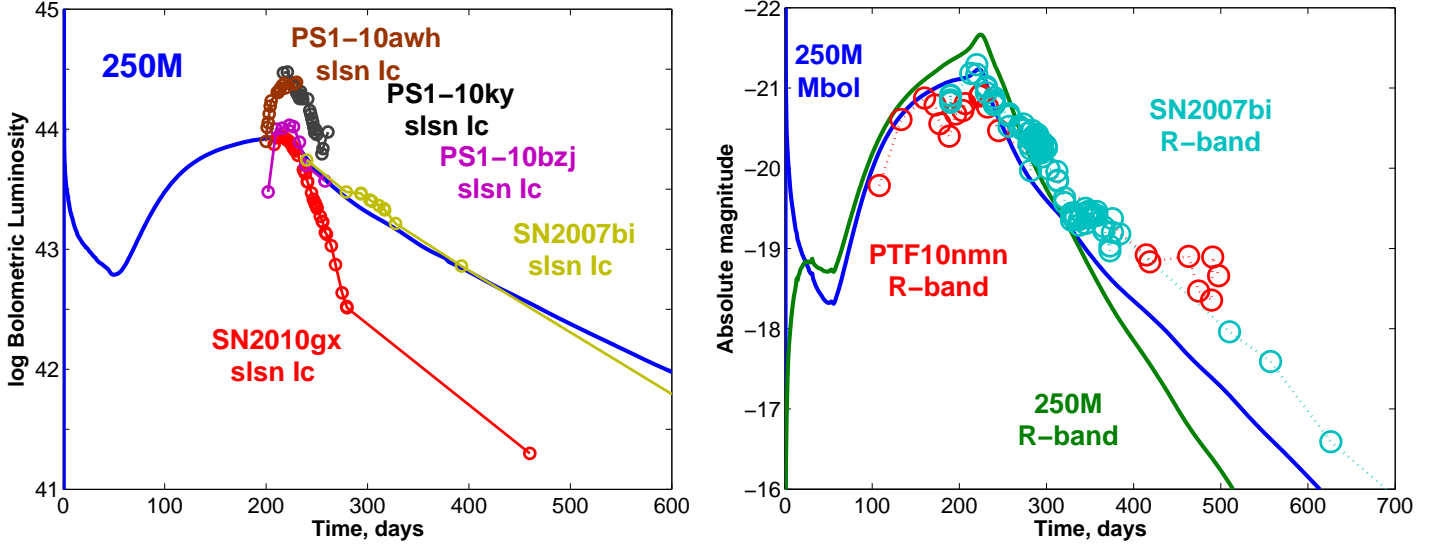 45
44
43
42
41
0
100
200
300
400
500
600
Time, days
log Bolometric Luminosity
250M
PS1−10awh
slsn Ic
PS1−10ky
slsn Ic
PS1−10bzj
slsn Ic
SN2007bi
slsn Ic
SN2010gx
slsn Ic
−22
−21
−20
−19
−18
−17
−16
0
100
200
300
400
500
600
700
Time, days
Absolute magnitude
250M
Mbol
SN2007bi
R−band
PTF10nmn
R−band
250M
R−band